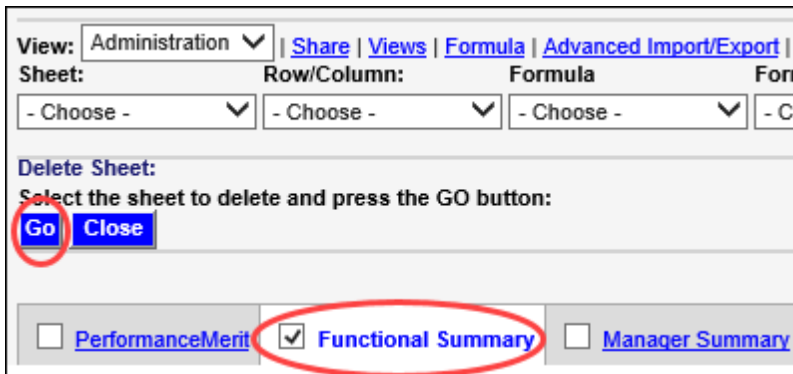 View: Administration | Share | Views | Formula | Advanced Import/Export |
Sheet: Row/Column: Formula
- Choose - - Choose - - Choose -
Delete Sheet:
Select the sheet to delete and press the GO button:
Go Close
PerformanceMerit Functional Summary Manager Summary